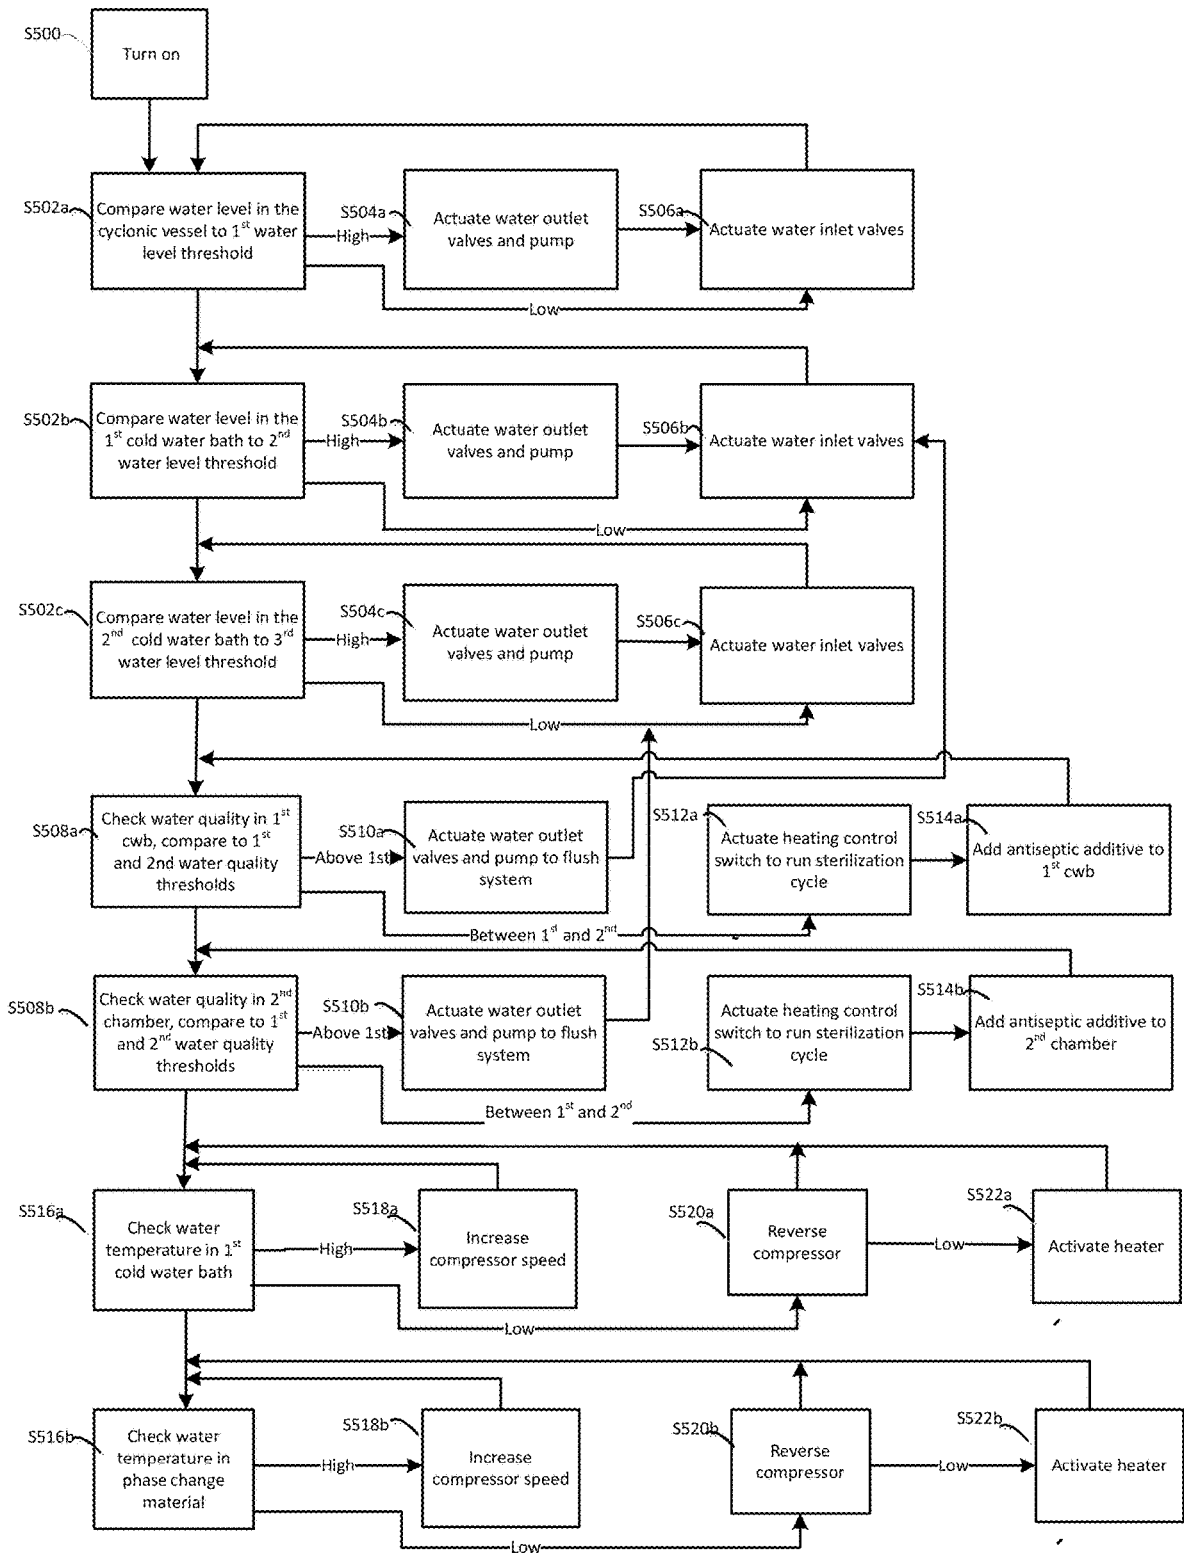 S500
Turn on
S502a
Compare water level in the
cyclonic vessel to 1st water
level threshold
High
S504a
Actuate water outlet
valves and pump
S506a
Actuate water inlet valves
Low
S502b
Compare water level in the
1st cold water bath to 2nd
water level threshold
High
S504b
Actuate water outlet
valves and pump
S506b
Actuate water inlet valves
Low
S502c
Compare water level in the
2nd cold water bath to 3rd
water level threshold
High
S504c
Actuate water outlet
valves and pump
S506c
Actuate water inlet valves
Low
S508a
Check water quality in 1st
cwb, compare to 1st
and 2nd water quality
thresholds
Above 1st
S510a
Actuate water outlet
valves and pump to flush
system
S512a
Actuate heating control
switch to run sterilization
cycle
S514a
Add antiseptic additive to
1st cwb
Between 1st and 2nd
S508b
Check water quality in 2nd
chamber, compare to 1st
and 2nd water quality
thresholds
Above 1st
S510b
Actuate water outlet
valves and pump to flush
system
S512b
Actuate heating control
switch to run sterilization
cycle
S514b
Add antiseptic additive to
2nd chamber
Between 1st and 2nd
S516a
Check water
temperature in 1st
cold water bath
High
S518a
Increase
compressor speed
S520a
Reverse
compressor
Low
S522a
Activate heater
Low
S516b
Check water
temperature in
phase change
material
High
S518b
Increase
compressor speed
S520b
Reverse
compressor
Low
S522b
Activate heater
Low